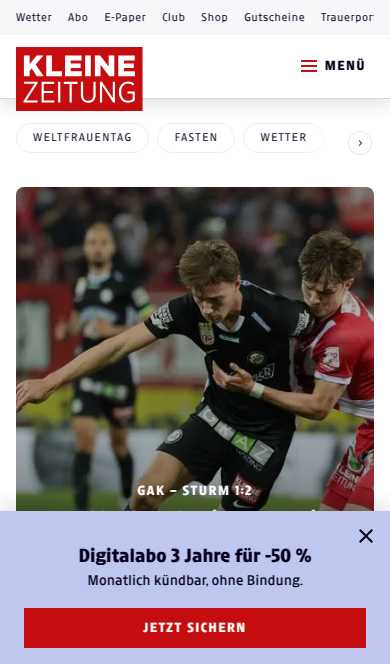 Wetter Abo E-Paper Club Shop Gutscheine
KLEINE
ZEITUNG
MENÜ
WELTFRAUENTAG FASTEN WETTER
GAK – STURM 1:2
Digitalabo 3 Jahre für -50 %
Monatlich kündbar, ohne Bindung.
JETZT SICHERN